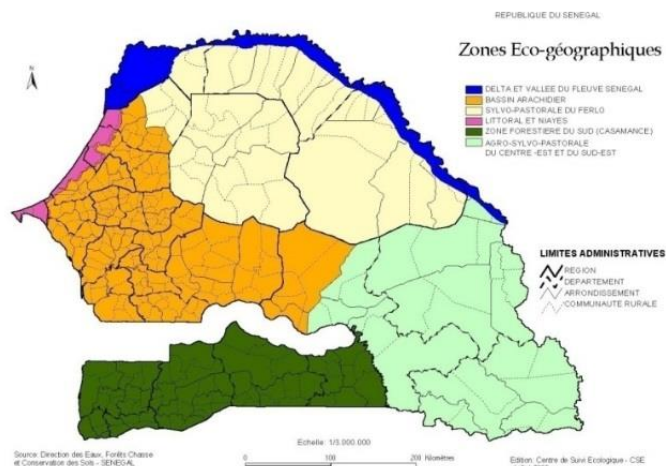 REPUBLIQUE DU SENEGAL
Zones Eco-géographiques
N
DELTA ET VALLEE DU FLEUVE SENEGAL
BASSIN ARACHIDIER
SYLVO-PASTORALE DU FERLO
LITTORAL ET NIAYES
ZONE FORESTIERE DU SUD (CASAMANCE)
AGRO-SYLVO-PASTORALE
DU CENTRE -EST ET DU SUD-EST
LIMITES ADMINISTRATIVES
REGION
DEPARTEMENT
ARRONDISSEMENT
COMMUNAUTE RURALE
Echelle: 1/5.000.000
0 100 200 Kilomètres
Source: Direction des Eaux, Forêts Chasse
et Conservation des Sols - SENEGAL
Edition: Centre de Suivi Ecologique - CSE